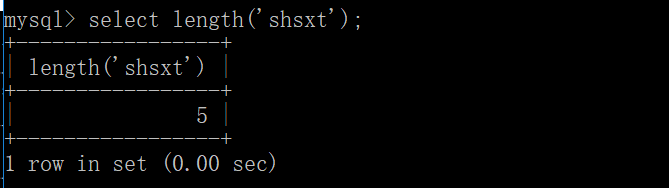 mysql> select length('shsxt');
+-----------------+
| length('shsxt') |
+-----------------+
|               5 |
+-----------------+
1 row in set (0.00 sec)